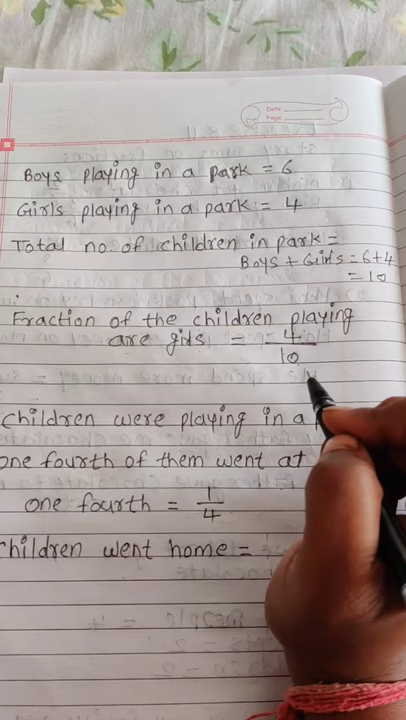 Date
Page
Boys playing in a park = 6
Girls playing in a park = 4
Total no. of children in park =
Boys + Girls = 6+4
= 10
Fraction of the children playing
are girls = 4/10
children were playing in a
one fourth of them went at
one fourth = 1/4
children went home =